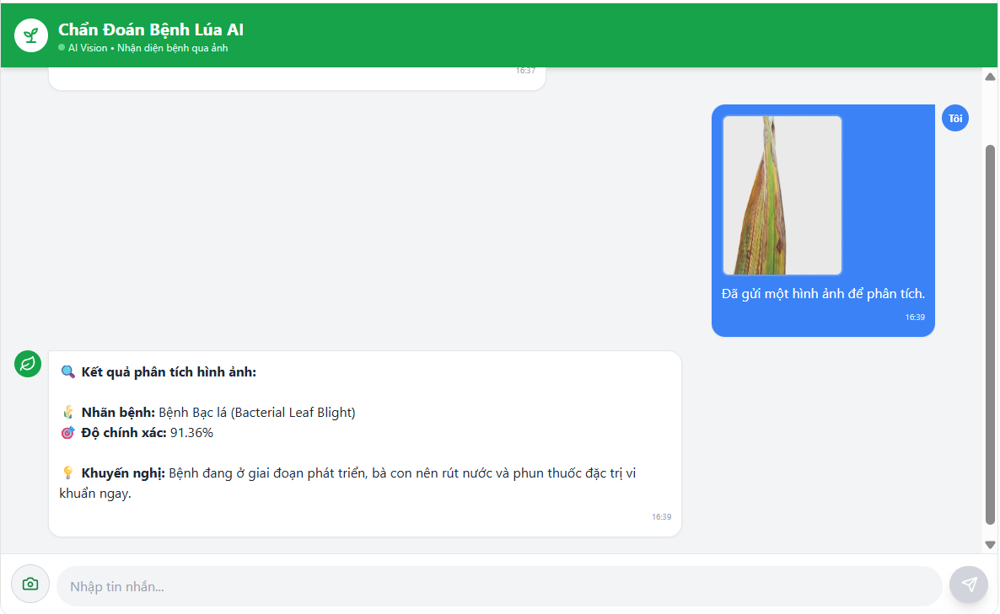 Chẩn Đoán Bệnh Lúa AI
AI Vision • Nhận diện bệnh qua ảnh
16:37
Tôi
Đã gửi một hình ảnh để phân tích.
16:39
🔍 Kết quả phân tích hình ảnh:
🌾 Nhãn bệnh: Bệnh Bạc lá (Bacterial Leaf Blight)
🎯 Độ chính xác: 91.36%
💡 Khuyến nghị: Bệnh đang ở giai đoạn phát triển, bà con nên rút nước và phun thuốc đặc trị vi
khuẩn ngay.
16:39
Nhập tin nhắn...